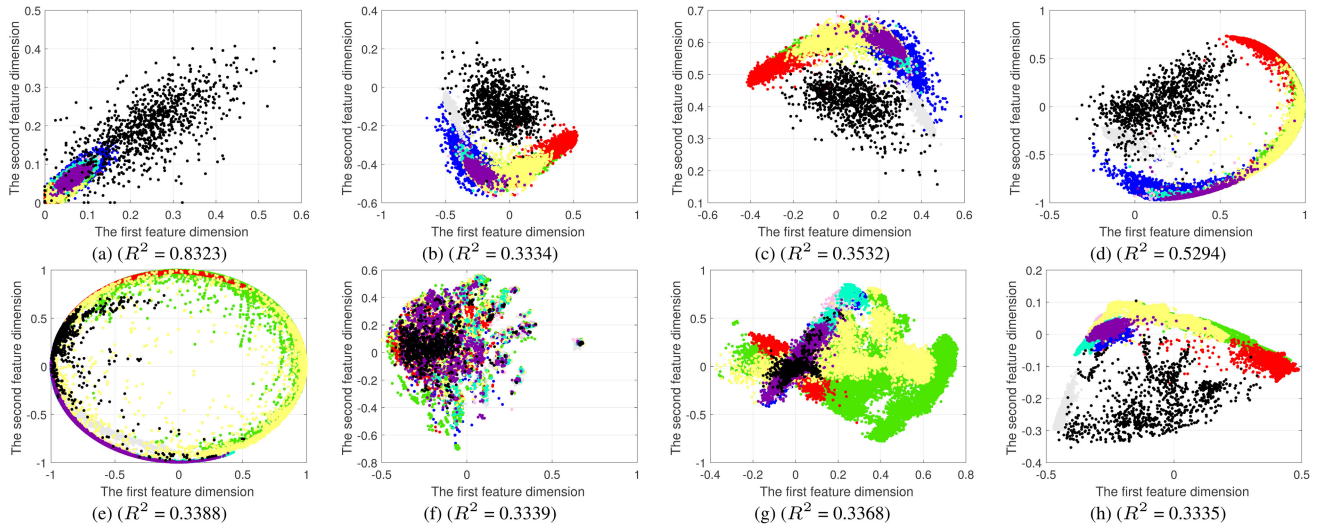 0.5
0.4
0.3
0.2
0.1
0
0 0.1 0.2 0.3 0.4 0.5 0.6
The second feature dimension
The first feature dimension
(a) (R² = 0.8323)
0.4
0.2
0
-0.2
-0.4
-0.6
-1 -0.5 0 0.5 1
The second feature dimension
The first feature dimension
(b) (R² = 0.3334)
0.7
0.6
0.5
0.4
0.3
0.2
0.1
-0.6 -0.4 -0.2 0 0.2 0.4 0.6
The second feature dimension
The first feature dimension
(c) (R² = 0.3532)
1
0.5
0
-0.5
-1
-0.5 0 0.5 1
The second feature dimension
The first feature dimension
(d) (R² = 0.5294)
1
0.5
0
-0.5
-1
-1 -0.5 0 0.5 1
The second feature dimension
The first feature dimension
(e) (R² = 0.3388)
0.6
0.4
0.2
0
-0.2
-0.4
-0.6
-0.8
-0.5 0 0.5 1
The second feature dimension
The first feature dimension
(f) (R² = 0.3339)
1
0.5
0
-0.5
-1
-0.4 -0.2 0 0.2 0.4 0.6 0.8
The second feature dimension
The first feature dimension
(g) (R² = 0.3368)
0.2
0.1
0
-0.1
-0.2
-0.3
-0.4
-0.5 0 0.5
The second feature dimension
The first feature dimension
(h) (R² = 0.3335)